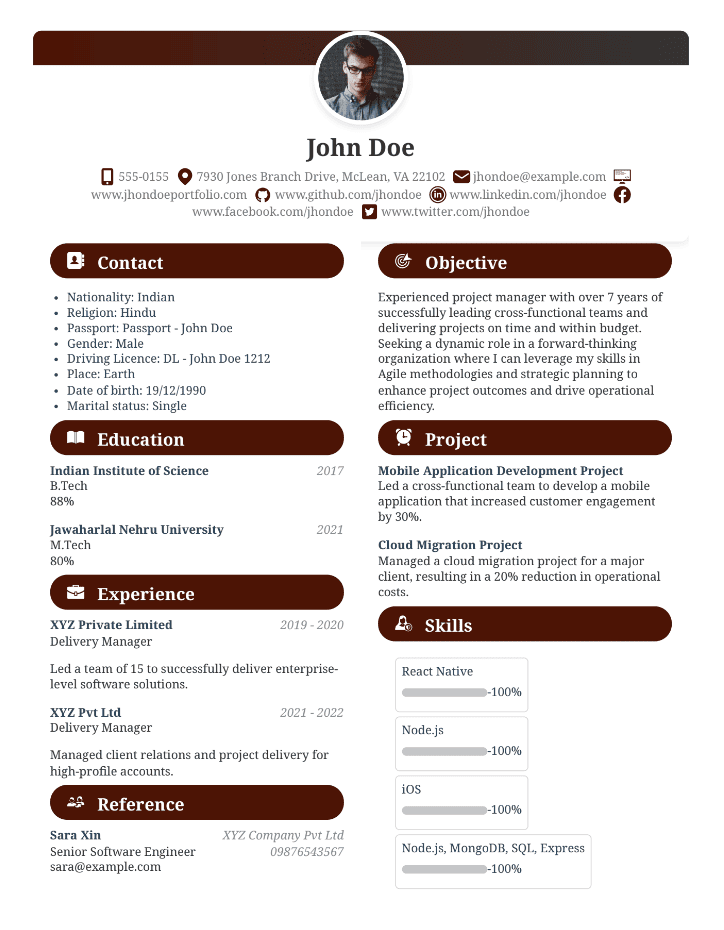 John Doe
555-0155 7930 Jones Branch Drive, McLean, VA 22102 jhondoe@example.com
www.jhondoeportfolio.com www.github.com/jhondoe www.linkedin.com/jhondoe
www.facebook.com/jhondoe www.twitter.com/jhondoe
Contact
• Nationality: Indian
• Religion: Hindu
• Passport: Passport - John Doe
• Gender: Male
• Driving Licence: DL - John Doe 1212
• Place: Earth
• Date of birth: 19/12/1990
• Marital status: Single
Education
Indian Institute of Science 2017
B.Tech
88%
Jawaharlal Nehru University 2021
M.Tech
80%
Experience
XYZ Private Limited 2019 - 2020
Delivery Manager
Led a team of 15 to successfully deliver enterprise-
level software solutions.
XYZ Pvt Ltd 2021 - 2022
Delivery Manager
Managed client relations and project delivery for
high-profile accounts.
Reference
Sara Xin XYZ Company Pvt Ltd
Senior Software Engineer 09876543567
sara@example.com
Objective
Experienced project manager with over 7 years of
successfully leading cross-functional teams and
delivering projects on time and within budget.
Seeking a dynamic role in a forward-thinking
organization where I can leverage my skills in
Agile methodologies and strategic planning to
enhance project outcomes and drive operational
efficiency.
Project
Mobile Application Development Project
Led a cross-functional team to develop a mobile
application that increased customer engagement
by 30%.
Cloud Migration Project
Managed a cloud migration project for a major
client, resulting in a 20% reduction in operational
costs.
Skills
React Native
-100%
Node.js
-100%
iOS
-100%
Node.js, MongoDB, SQL, Express
-100%